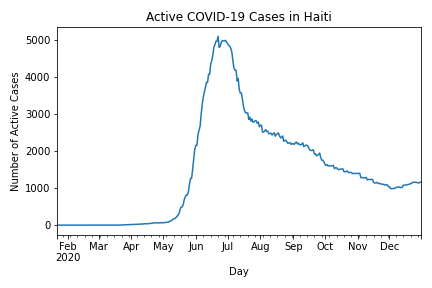 Active COVID-19 Cases in Haiti
5000
4000
3000
2000
1000
0
Number of Active Cases
Feb Mar Apr May Jun Jul Aug Sep Oct Nov Dec
2020
Day